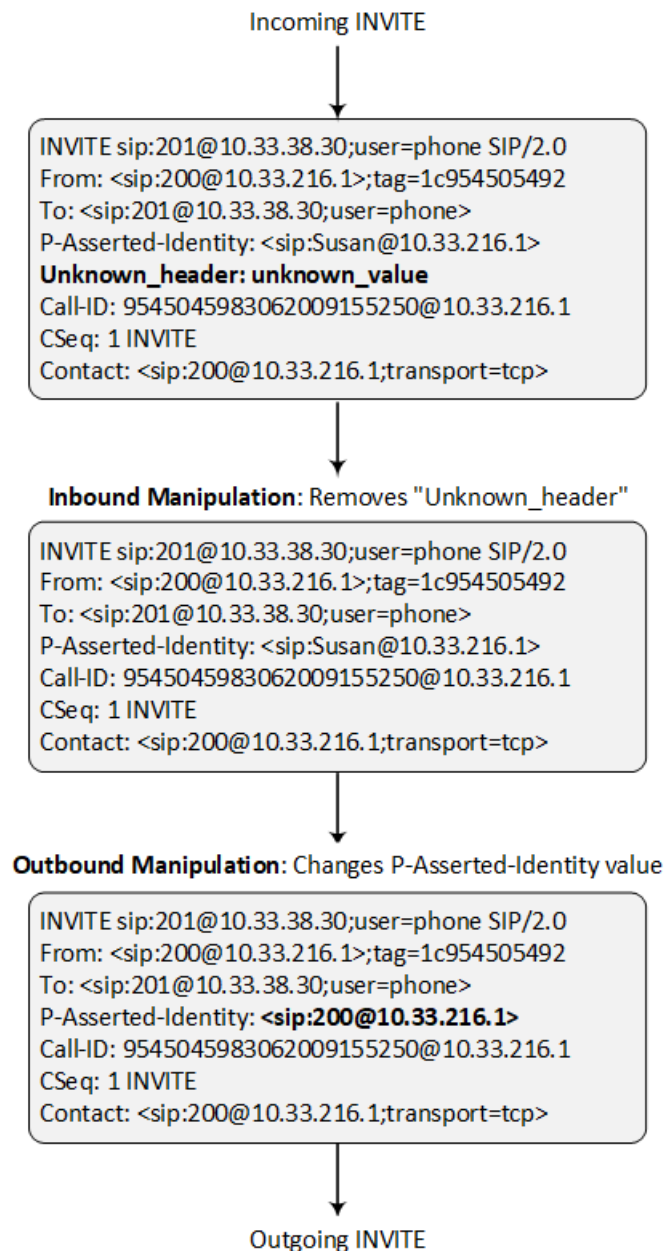 Incoming INVITE
INVITE sip:201@10.33.38.30;user=phone SIP/2.0
From: <sip:200@10.33.216.1>;tag=1c954505492
To: <sip:201@10.33.38.30;user=phone>
P-Asserted-Identity: <sip:Susan@10.33.216.1>
Unknown_header: unknown_value
Call-ID: 9545045983062009155250@10.33.216.1
CSeq: 1 INVITE
Contact: <sip:200@10.33.216.1;transport=tcp>
Inbound Manipulation: Removes "Unknown_header"
INVITE sip:201@10.33.38.30;user=phone SIP/2.0
From: <sip:200@10.33.216.1>;tag=1c954505492
To: <sip:201@10.33.38.30;user=phone>
P-Asserted-Identity: <sip:Susan@10.33.216.1>
Call-ID: 9545045983062009155250@10.33.216.1
CSeq: 1 INVITE
Contact: <sip:200@10.33.216.1;transport=tcp>
Outbound Manipulation: Changes P-Asserted-Identity value
INVITE sip:201@10.33.38.30;user=phone SIP/2.0
From: <sip:200@10.33.216.1>;tag=1c954505492
To: <sip:201@10.33.38.30;user=phone>
P-Asserted-Identity: <sip:200@10.33.216.1>
Call-ID: 9545045983062009155250@10.33.216.1
CSeq: 1 INVITE
Contact: <sip:200@10.33.216.1;transport=tcp>
Outgoing INVITE